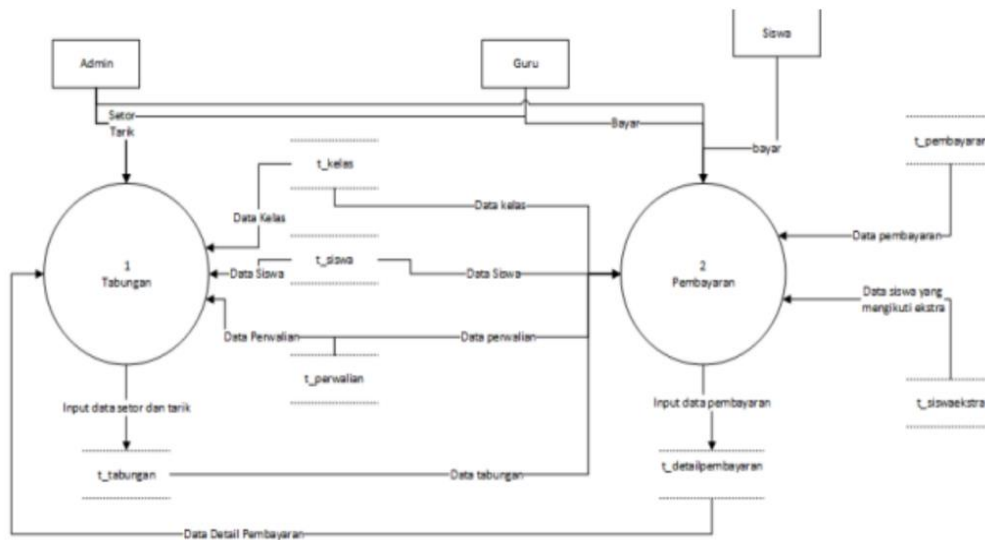 Siswa
Admin
Guru
Setor
Tarik
Bayar
bayar
t_pembayaran
t_kelas
Data Kelas
Data kelas
Data pembayaran
t_siswa
Data Siswa
Data Siswa
1
Tabungan
2
Pembayaran
Data siswa yang
mengikuti ekstra
Data Perwalian
Data perwalian
t_perwalian
Input data setor dan tarik
Input data pembayaran
t_siswaekstra
t_tabungan
Data tabungan
t_detailpembayaran
Data Detail Pembayaran